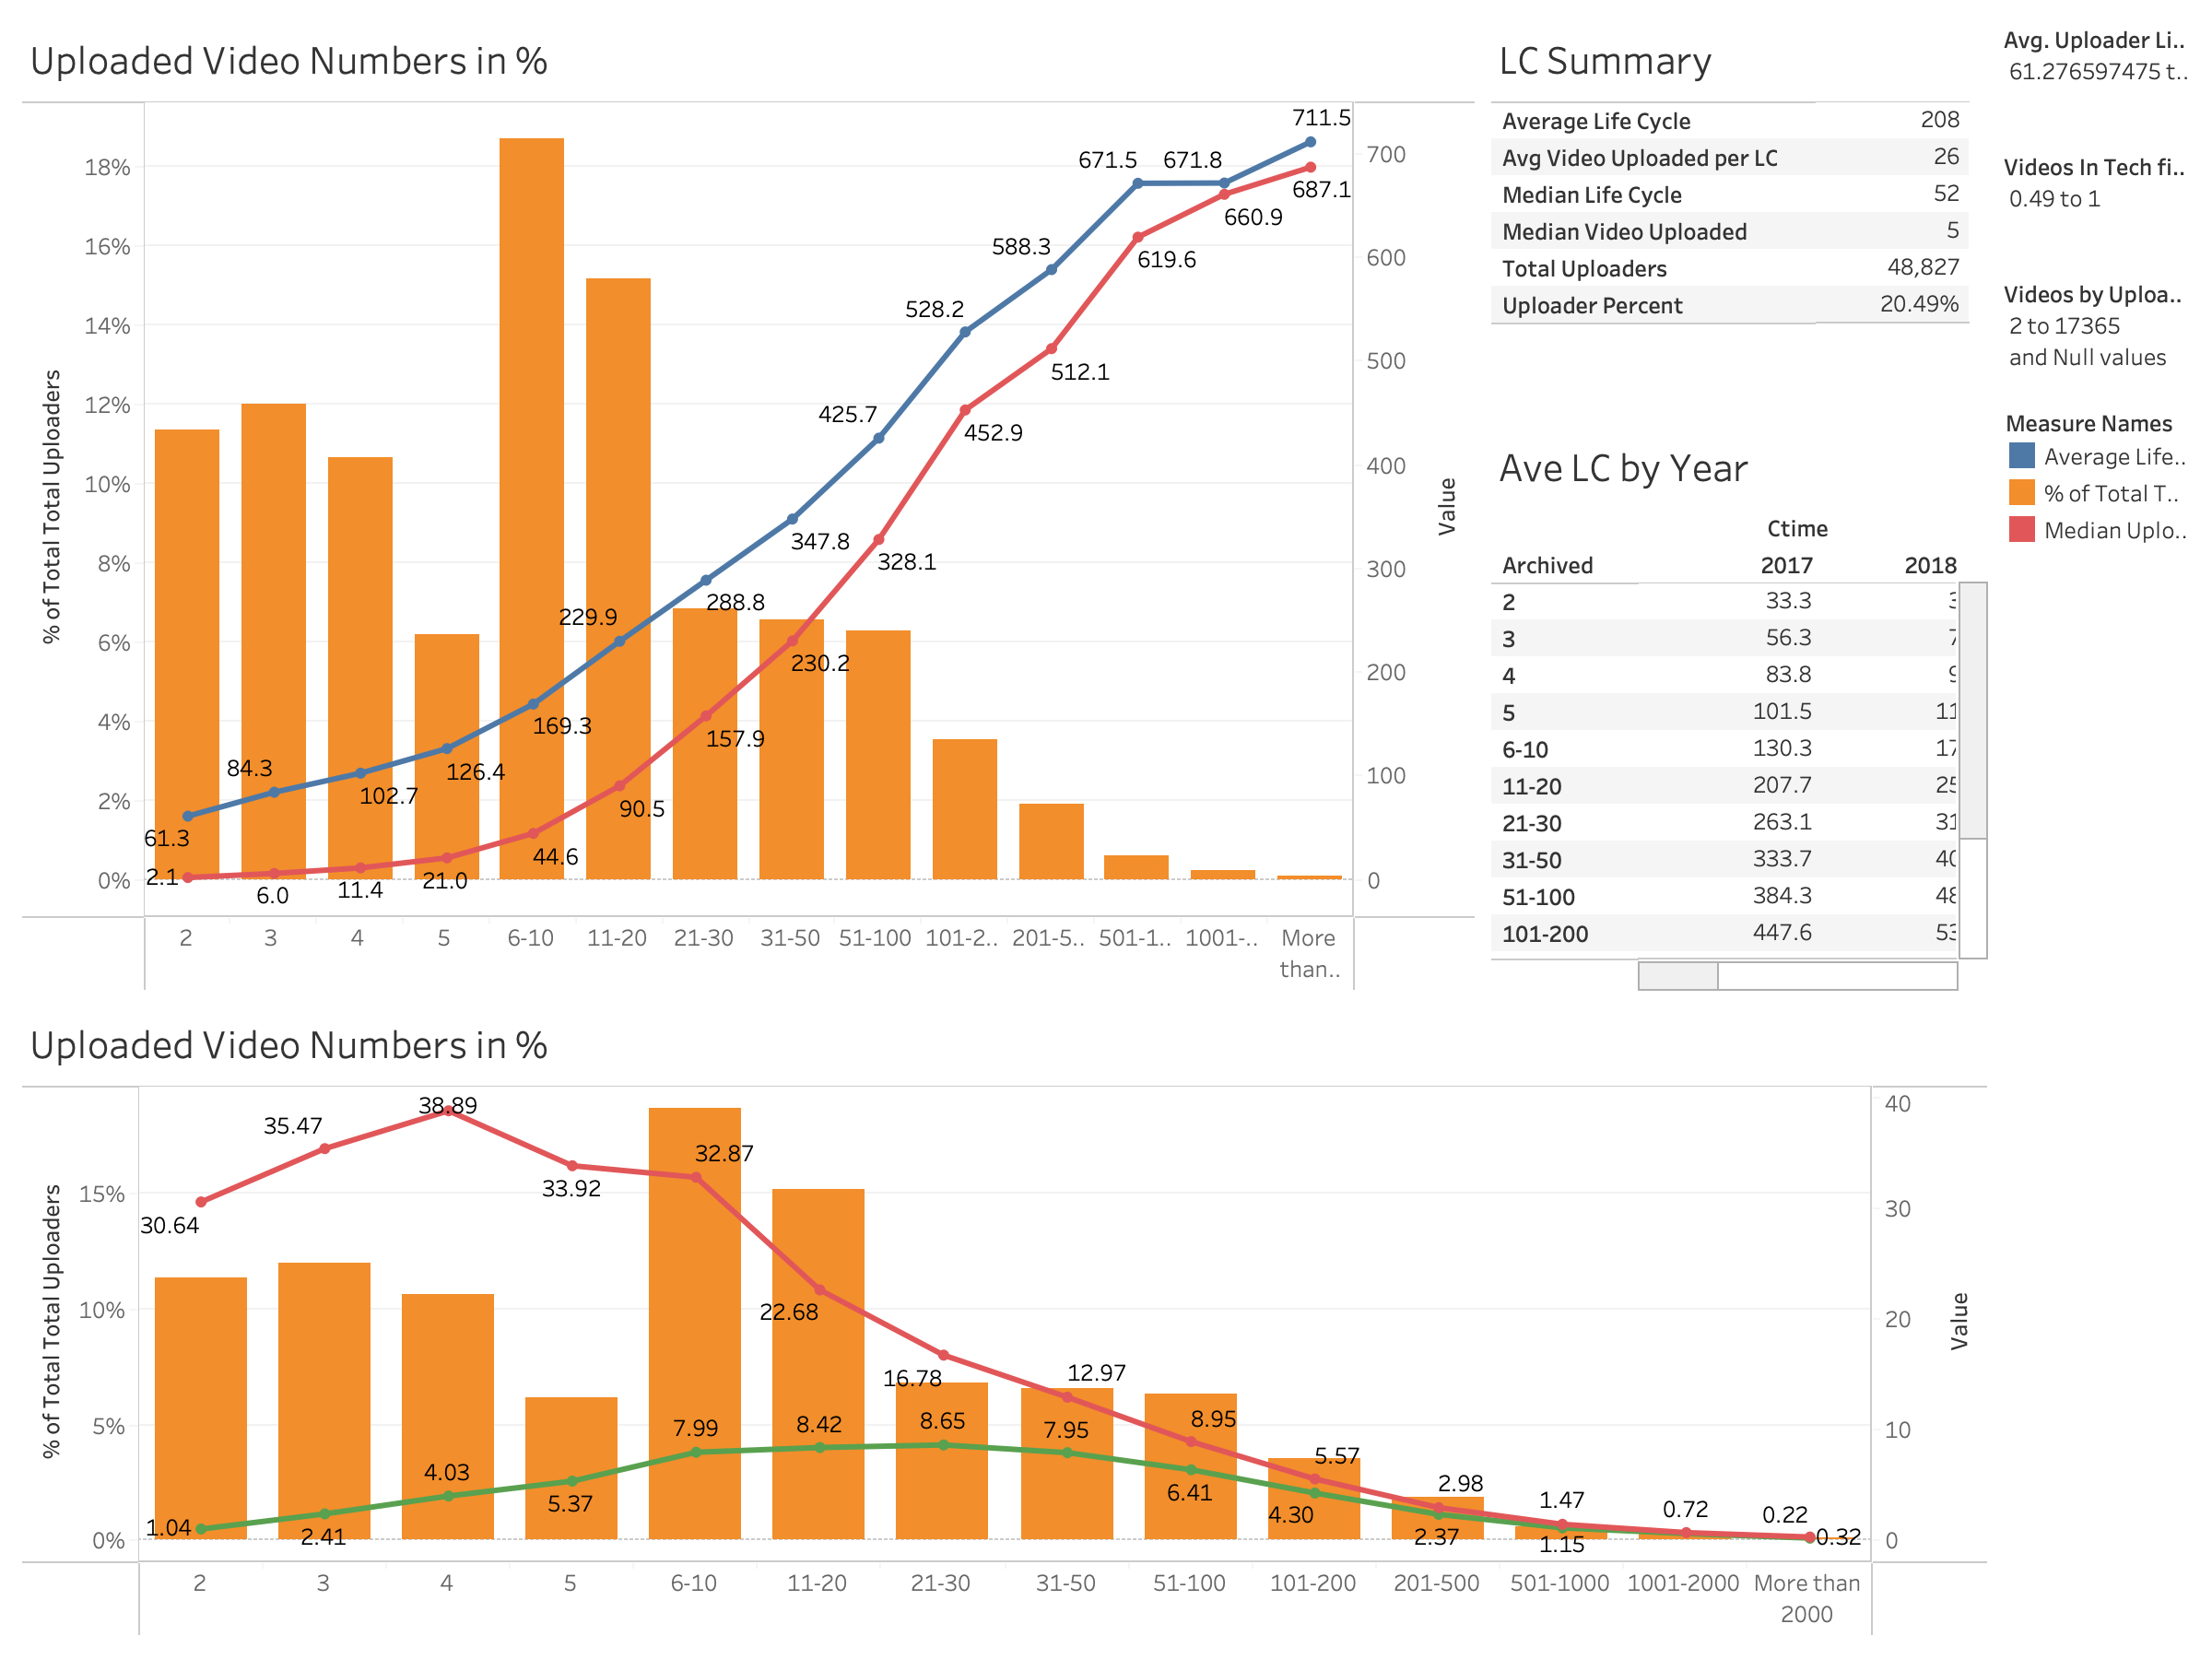 Uploaded Video Numbers in %
% of Total Total Uploaders
18%
16%
14%
12%
10%
8%
6%
4%
2%
0%
711.5
671.5 671.8
687.1
660.9
588.3
619.6
528.2
512.1
425.7
452.9
347.8
328.1
288.8
229.9
230.2
169.3
157.9
84.3
126.4
102.7
90.5
61.3
44.6
2.1
6.0
11.4
21.0
700
600
500
400
300
200
100
0
Value
2 3 4 5 6-10 11-20 21-30 31-50 51-100 101-2.. 201-5.. 501-1.. 1001-.. More
than..
LC Summary
Average Life Cycle 208
Avg Video Uploaded per LC 26
Median Life Cycle 52
Median Video Uploaded 5
Total Uploaders 48,827
Uploader Percent 20.49%
Ave LC by Year
Ctime
Archived 2017 2018
2 33.3
3 56.3
4 83.8
5 101.5 11
6-10 130.3 17
11-20 207.7 25
21-30 263.1 31
31-50 333.7 40
51-100 384.3 48
101-200 447.6 53
Avg. Uploader Li..
61.276597475 t..
Videos In Tech fi..
0.49 to 1
Videos by Uploa..
2 to 17365
and Null values
Measure Names
Average Life..
% of Total T..
Median Uplo..
Uploaded Video Numbers in %
% of Total Total Uploaders
15%
10%
5%
0%
38.89
35.47
32.87
33.92
30.64
22.68
16.78
12.97
7.99
8.42
8.65
7.95
8.95
4.03
5.57
5.37
6.41
2.98
1.47
0.72
0.22
1.04
2.41
4.30
2.37
1.15
0.32
40
30
20
10
0
Value
2 3 4 5 6-10 11-20 21-30 31-50 51-100 101-200 201-500 501-1000 1001-2000 More than
2000